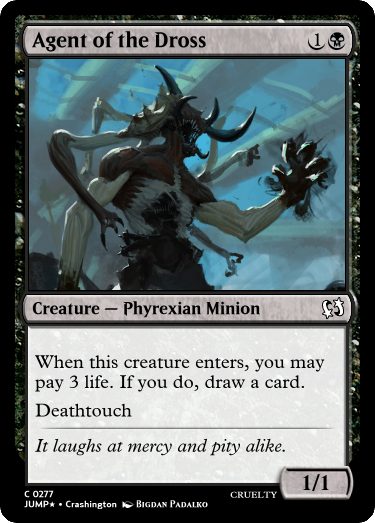 Agent of the Dross 1
Creature — Phyrexian Minion
When this creature enters, you may
pay 3 life. If you do, draw a card.
Deathtouch
It laughs at mercy and pity alike.
1/1
C 0277
JUMP★ • Crashington Bigdan Padalko
CRUELTY